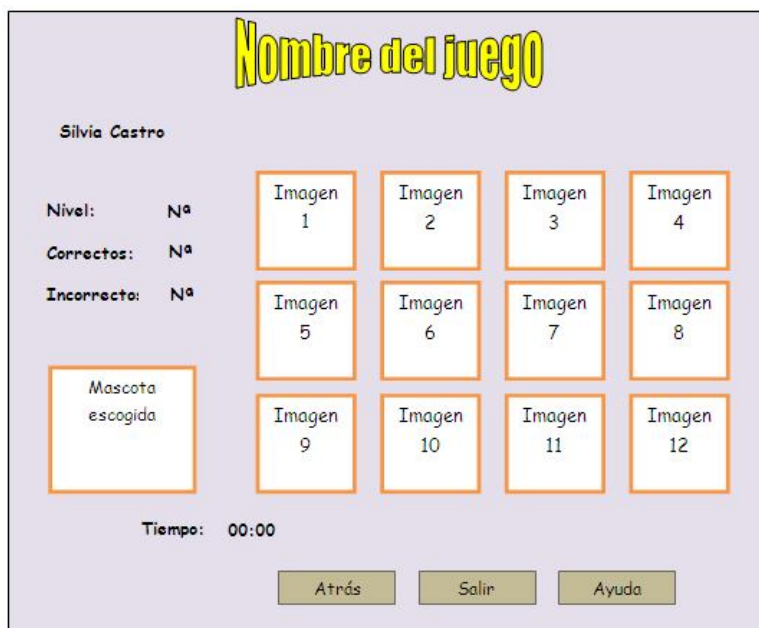 Nombre del juego
Silvia Castro
Nivel: Nª
Correctos: Nª
Incorrecto: Nª
Imagen
1
Imagen
2
Imagen
3
Imagen
4
Imagen
5
Imagen
6
Imagen
7
Imagen
8
Mascota
escogida
Imagen
9
Imagen
10
Imagen
11
Imagen
12
Tiempo: 00:00
Atrás
Salir
Ayuda